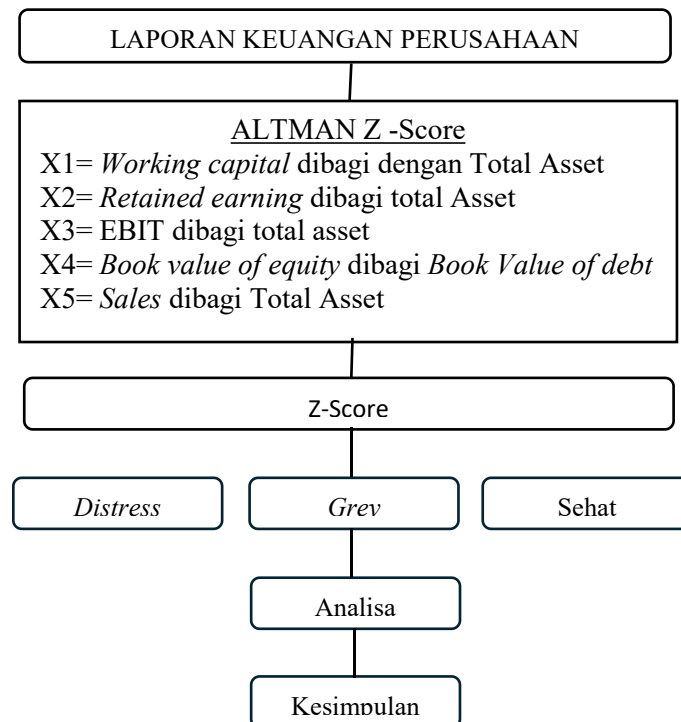 LAPORAN KEUANGAN PERUSAHAAN
ALTMAN Z -Score
X1= Working capital dibagi dengan Total Asset
X2= Retained earning dibagi total Asset
X3= EBIT dibagi total asset
X4= Book value of equity dibagi Book Value of debt
X5= Sales dibagi Total Asset
Z-Score
Distress Grev Sehat
Analisa
Kesimpulan